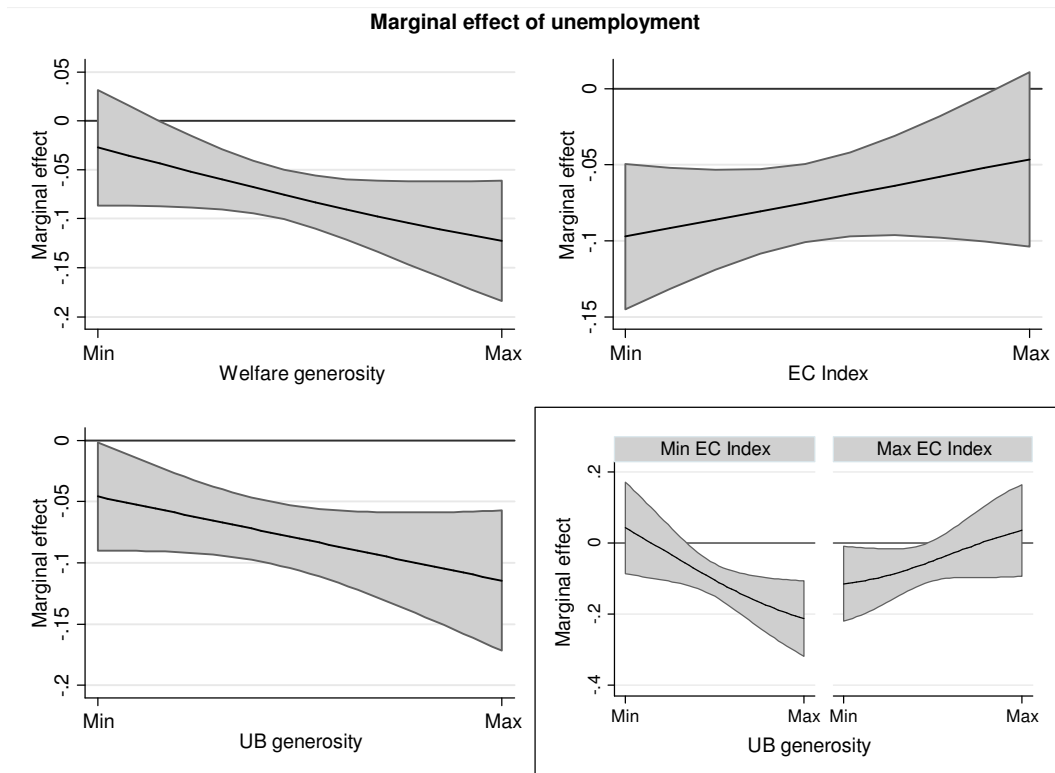 Marginal effect of unemployment
Marginal effect
.05
0
-.05
-.1
-.15
-.2
Min
Max
Welfare generosity
Marginal effect
0
-.05
-.1
-.15
Min
Max
EC Index
Marginal effect
0
-.05
-.1
-.15
-.2
Min
Max
UB generosity
Min EC Index
Max EC Index
Marginal effect
.2
0
-.2
-.4
Min
Max
Min
Max
UB generosity